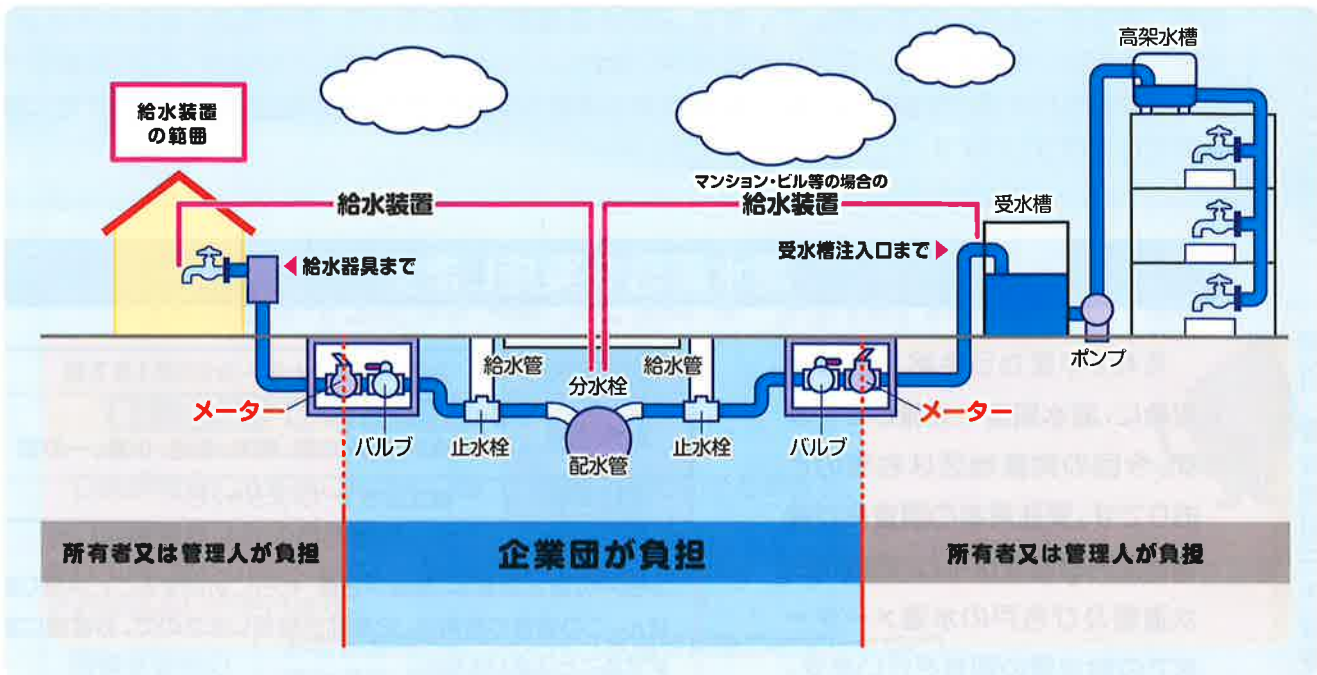 高架水槽
給水装置
の範囲
マンション・ビル等の場合の
給水装置
給水装置
受水槽
給水器具まで
受水槽注入口まで
ポンプ
給水管
給水管
分水栓
メーター
バルブ
止水栓
配水管
止水栓
バルブ
メーター
所有者又は管理人が負担
企業団が負担
所有者又は管理人が負担